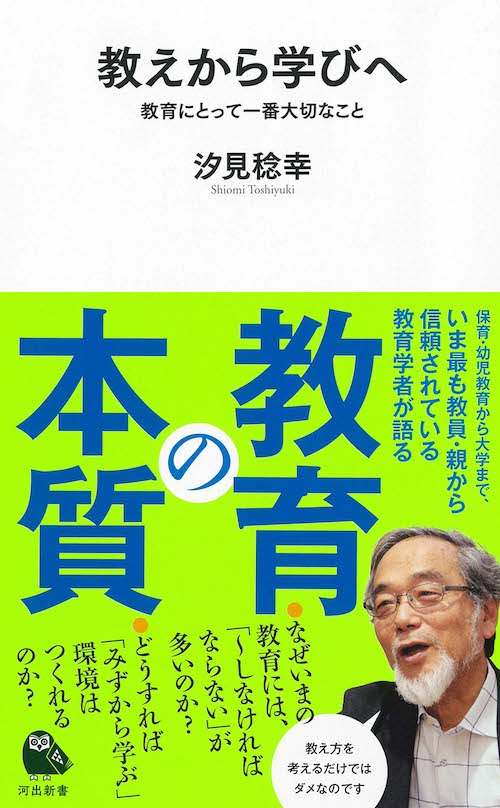 教えから学びへ
教育にとって一番大切なこと
汐見稔幸
Shiomi Toshiyuki
保育・幼児教育から大学まで、
いま最も教員・親から
信頼されている
教育学者が語る
教育
の
本質
・なぜいまの
教育には、
「〜しなければ
ならない」が
多いのか?
・どうすれば
「みずから学ぶ」
環境は
つくれる
のか?
教え方を
考えるだけでは
ダメなのです
河出新書